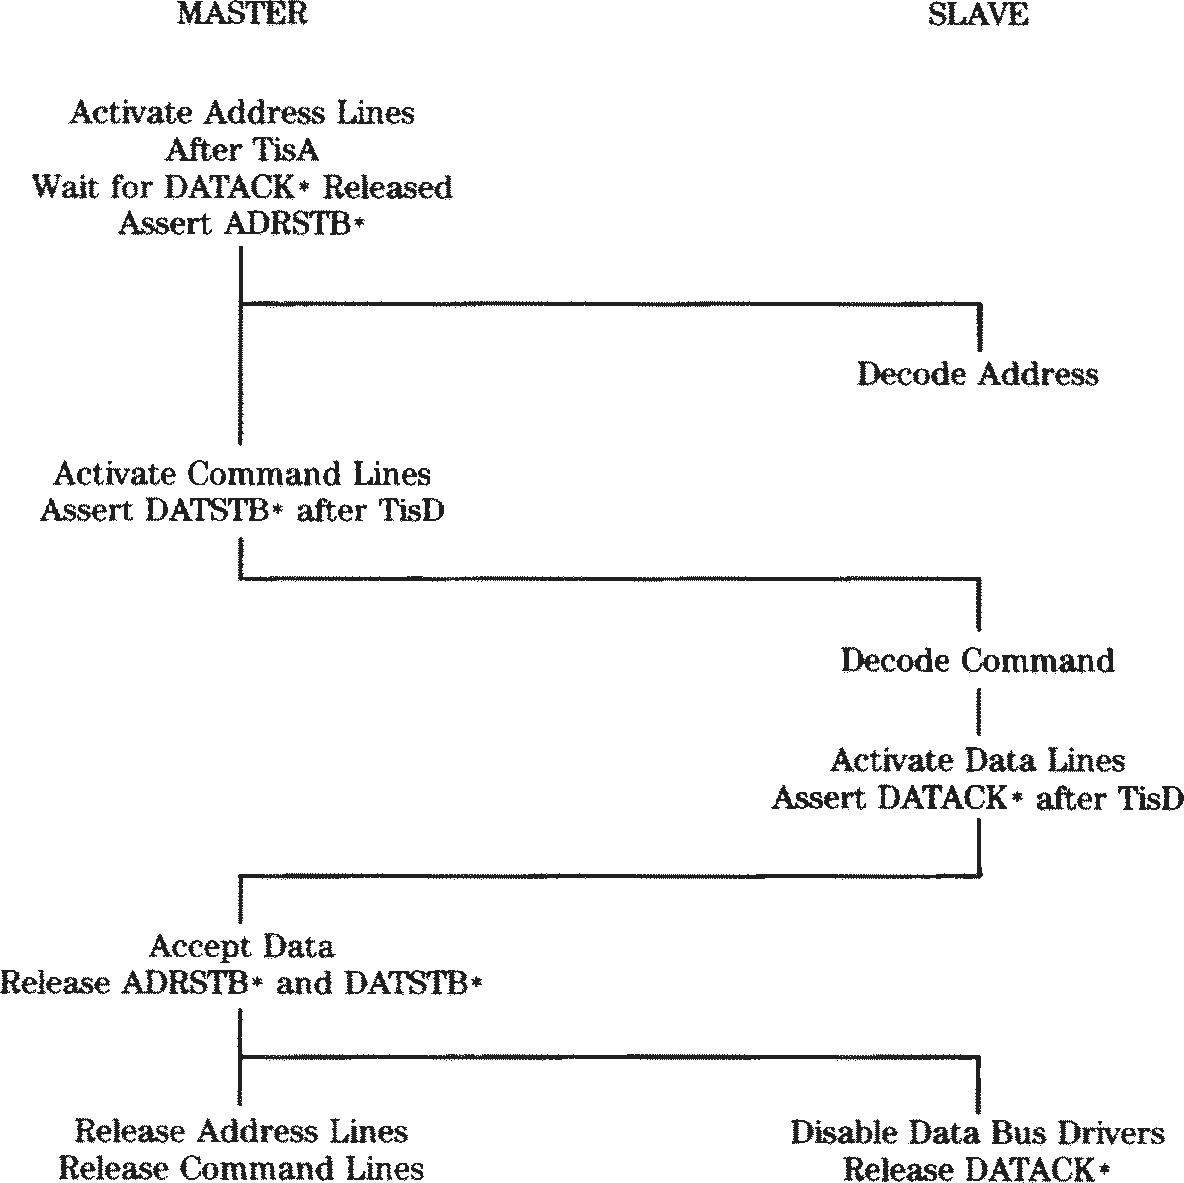 MASTER
SLAVE
Activate Address Lines
After TisA
Wait for DATACK* Released
Assert ADRSTB*
Decode Address
Activate Command Lines
Assert DATSTB* after TisD
Decode Command
Activate Data Lines
Assert DATACK* after TisD
Accept Data
Release ADRSTB* and DATSTB*
Release Address Lines
Release Command Lines
Disable Data Bus Drivers
Release DATACK*